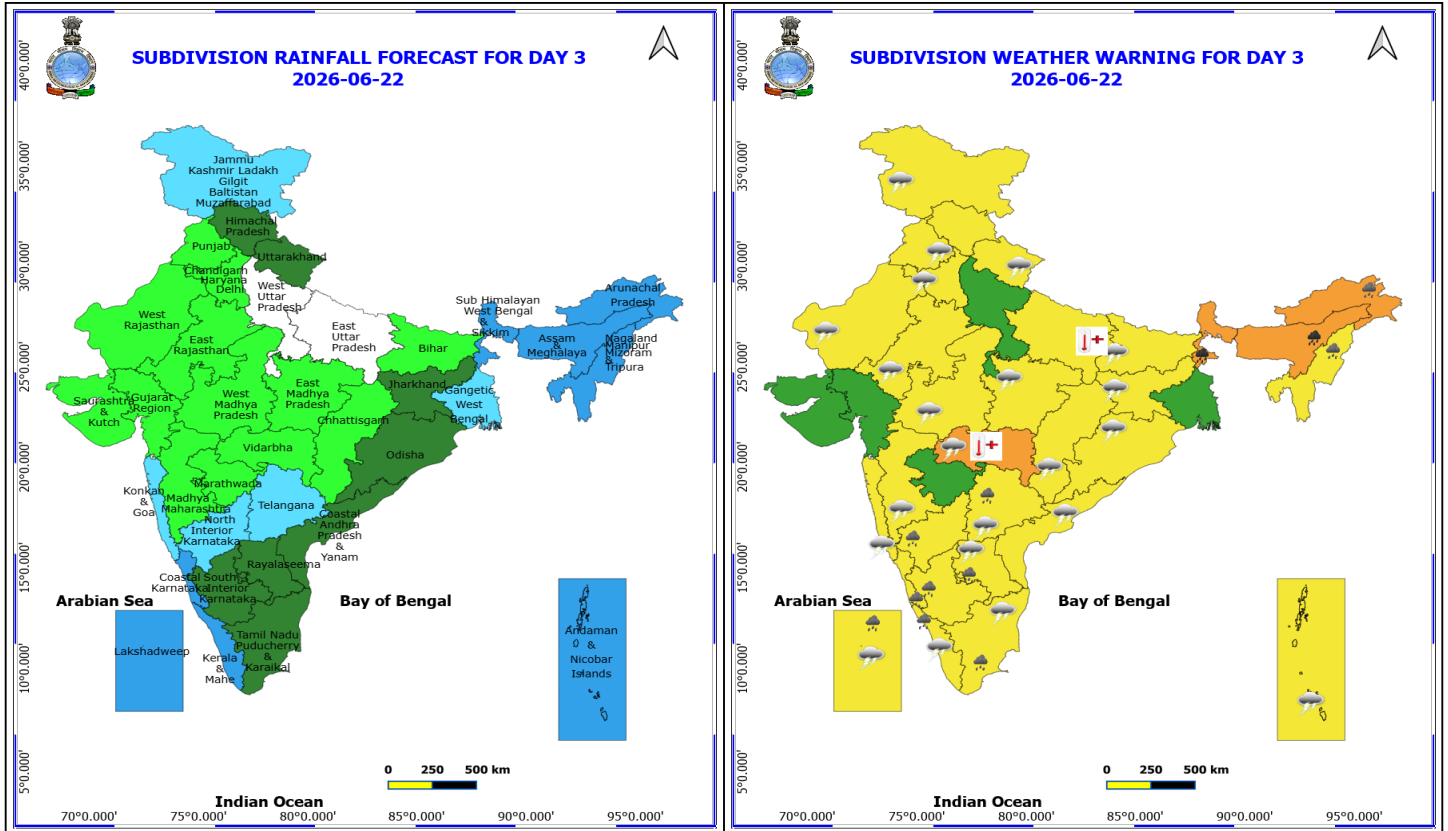 SUBDIVISION RAINFALL FORECAST FOR DAY 3
2026-06-22
40°0.000'
35°0.000'
30°0.000'
25°0.000'
20°0.000'
15°0.000'
10°0.000'
5°0.000'
Jammu
Kashmir Ladakh
Gilgit
Baltistan
Muzaffarabad
Himachal
Pradesh
Punjab
Uttarakhand
Chandigarh
Haryana
Delhi
West
Uttar
Pradesh
West
Rajasthan
East
Rajasthan
East
Uttar
Pradesh
Bihar
Sub Himalayan
West Bengal
&
Sikkim
Arunachal
Pradesh
Assam
&
Meghalaya
Nagaland
Manipur
Mizoram
&
Tripura
Jharkhand
Gangetic
West
Bengal
Saurashtra
&
Kutch
Gujarat
Region
West
Madhya
Pradesh
East
Madhya
Pradesh
Chhattisgarh
Vidarbha
Odisha
Konkan
&
Goa
Madhya
Maharashtra
Marathwada
Telangana
North
Interior
Karnataka
Coastal
Andhra
Pradesh
&
Yanam
Rayalaseema
Coastal
Karnataka
South
Interior
Karnataka
Arabian Sea
Bay of Bengal
Lakshadweep
Kerala
&
Mahe
Tamil Nadu
Puducherry
&
Karaikal
Andaman
&
Nicobar
Islands
0 250 500 km
Indian Ocean
70°0.000' 75°0.000' 80°0.000' 85°0.000' 90°0.000' 95°0.000'
SUBDIVISION WEATHER WARNING FOR DAY 3
2026-06-22
40°0.000'
35°0.000'
30°0.000'
25°0.000'
20°0.000'
15°0.000'
10°0.000'
5°0.000'
Arabian Sea
Bay of Bengal
0 250 500 km
Indian Ocean
70°0.000' 75°0.000' 80°0.000' 85°0.000' 90°0.000' 95°0.000'